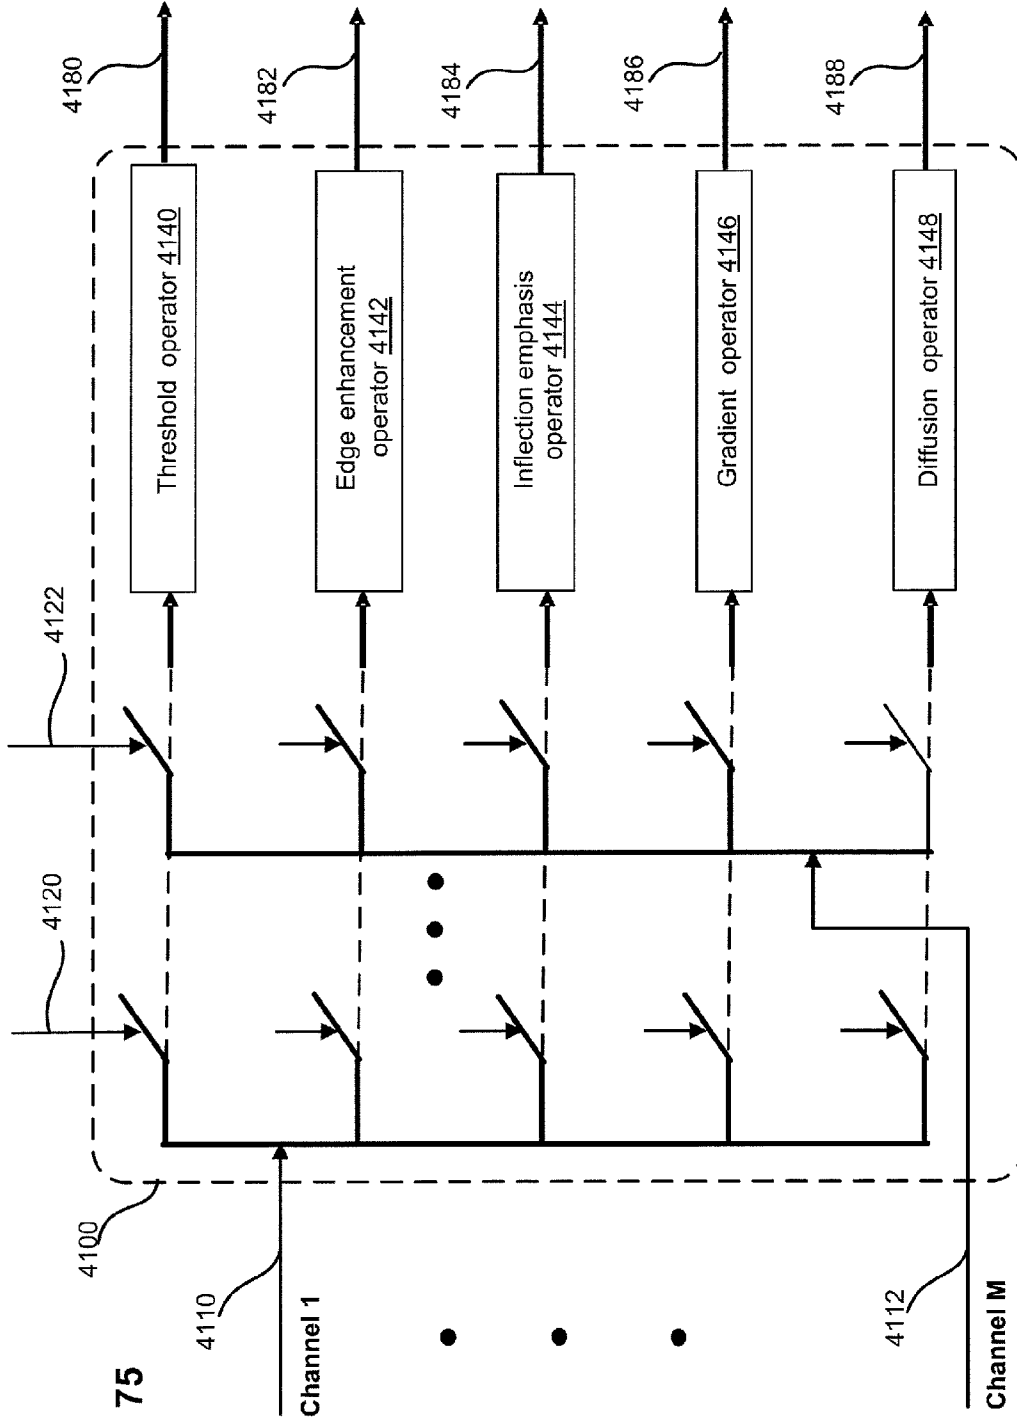 75
4180
4182
4184
4186
4188
Threshold operator 4140
Edge enhancement
operator 4142
Inflection emphasis
operator 4144
Gradient operator 4146
Diffusion operator 4148
4122
4120
4100
4110
Channel 1
4112
Channel M